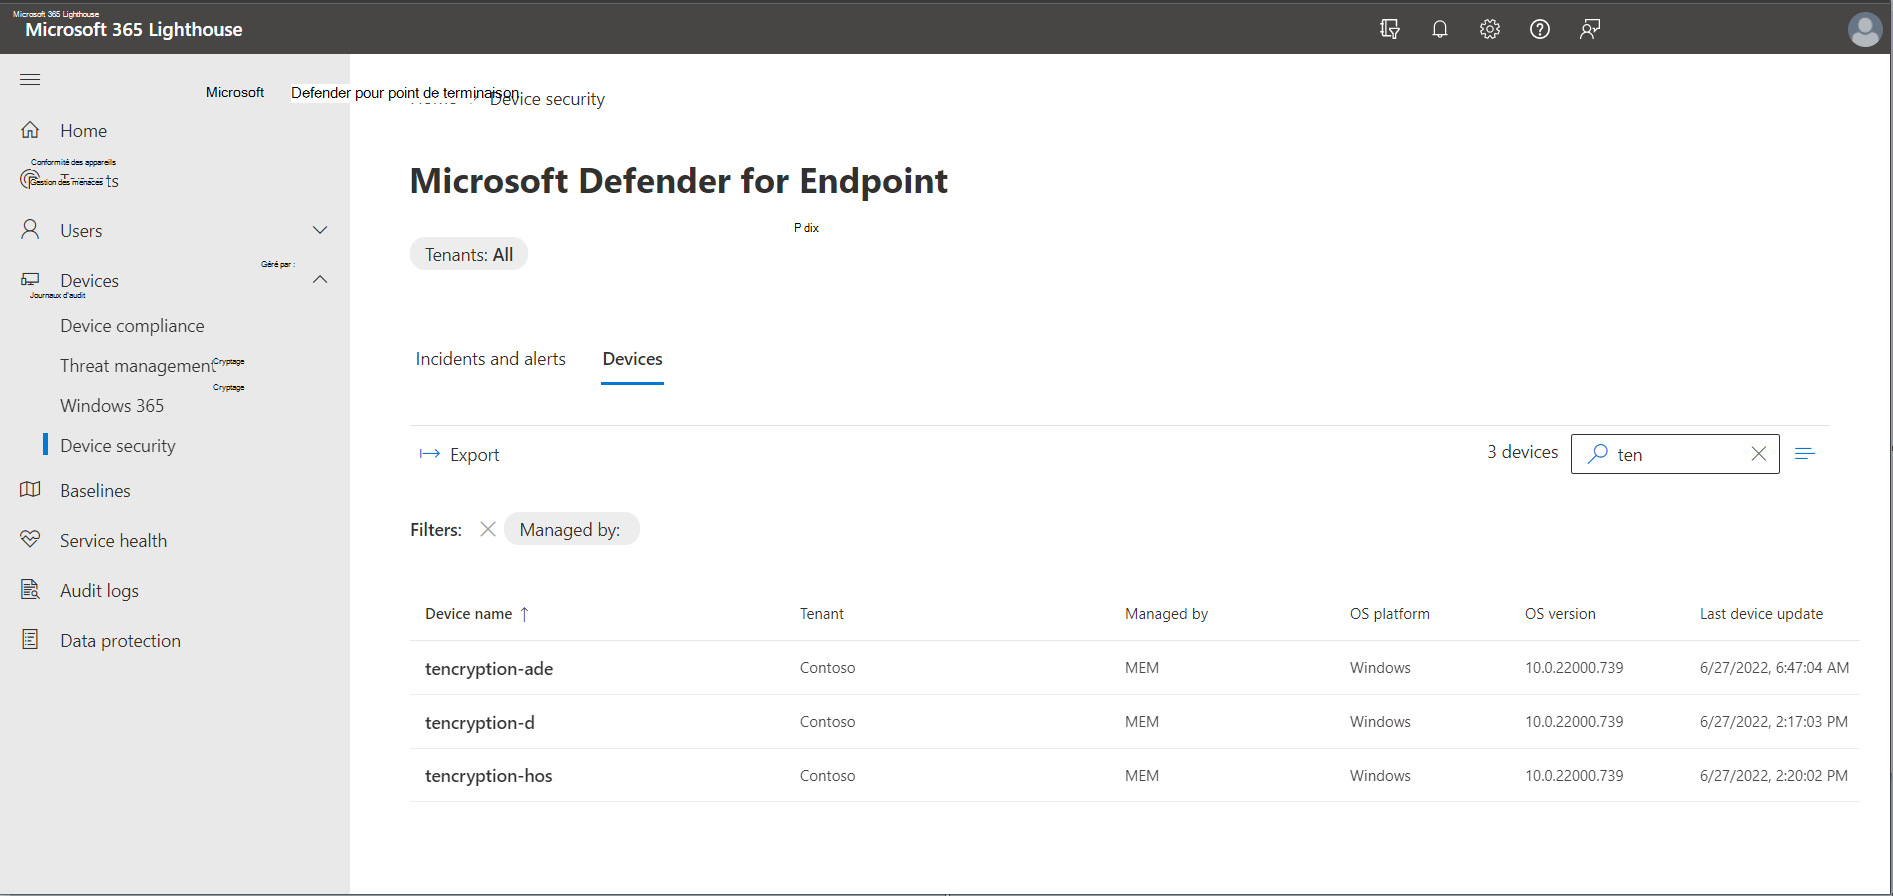 Microsoft 365 Lighthouse
Microsoft 365 Lighthouse
Microsoft Defender pour point de terminaison
Device security
Home
Conformité des appareils
Gestion des menaces
Tenants
Users
Géré par :
Devices
Journaux d'audit
Device compliance
Threat management
Cryptage
Cryptage
Windows 365
Device security
Baselines
Service health
Audit logs
Data protection
Microsoft Defender for Endpoint
P dix
Tenants: All
Incidents and alerts Devices
Export 3 devices ten
Filters: Managed by:
Device name ↑ Tenant Managed by OS platform OS version Last device update
tencryption-ade Contoso MEM Windows 10.0.22000.739 6/27/2022, 6:47:04 AM
tencryption-d Contoso MEM Windows 10.0.22000.739 6/27/2022, 2:17:03 PM
tencryption-hos Contoso MEM Windows 10.0.22000.739 6/27/2022, 2:20:02 PM